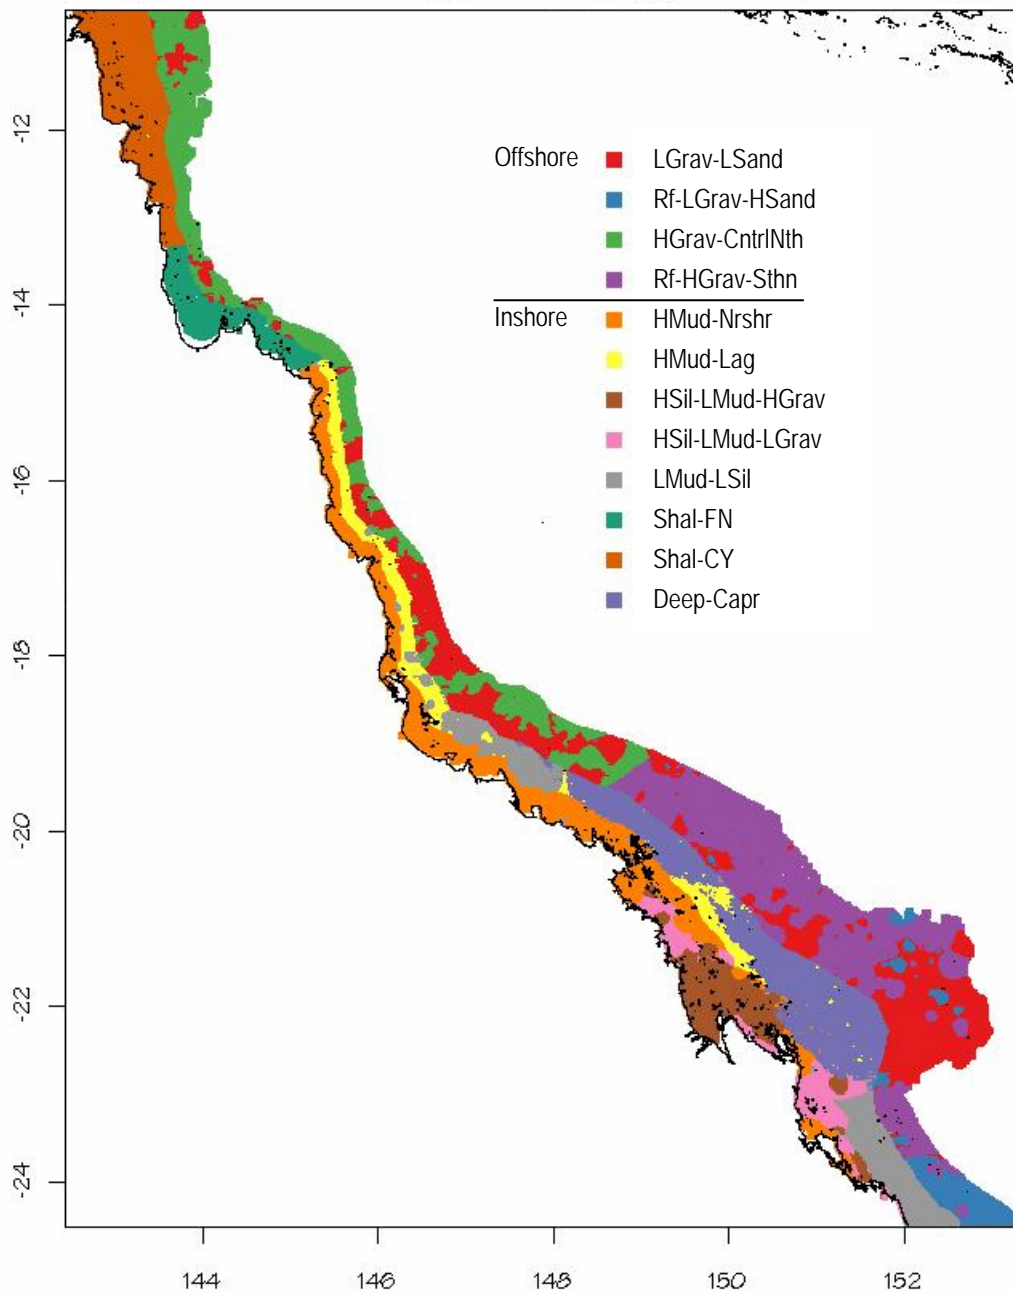 Offshore LGrav-LSand
Rf-LGrav-HSand
HGrav-CntrlNth
Rf-HGrav-Sthn
Inshore HMud-Nrshr
HMud-Lag
HSil-LMud-HGrav
HSil-LMud-LGrav
LMud-LSil
Shal-FN
Shal-CY
Deep-Capr
-12
-14
-16
-18
-20
-22
-24
144 146 148 150 152